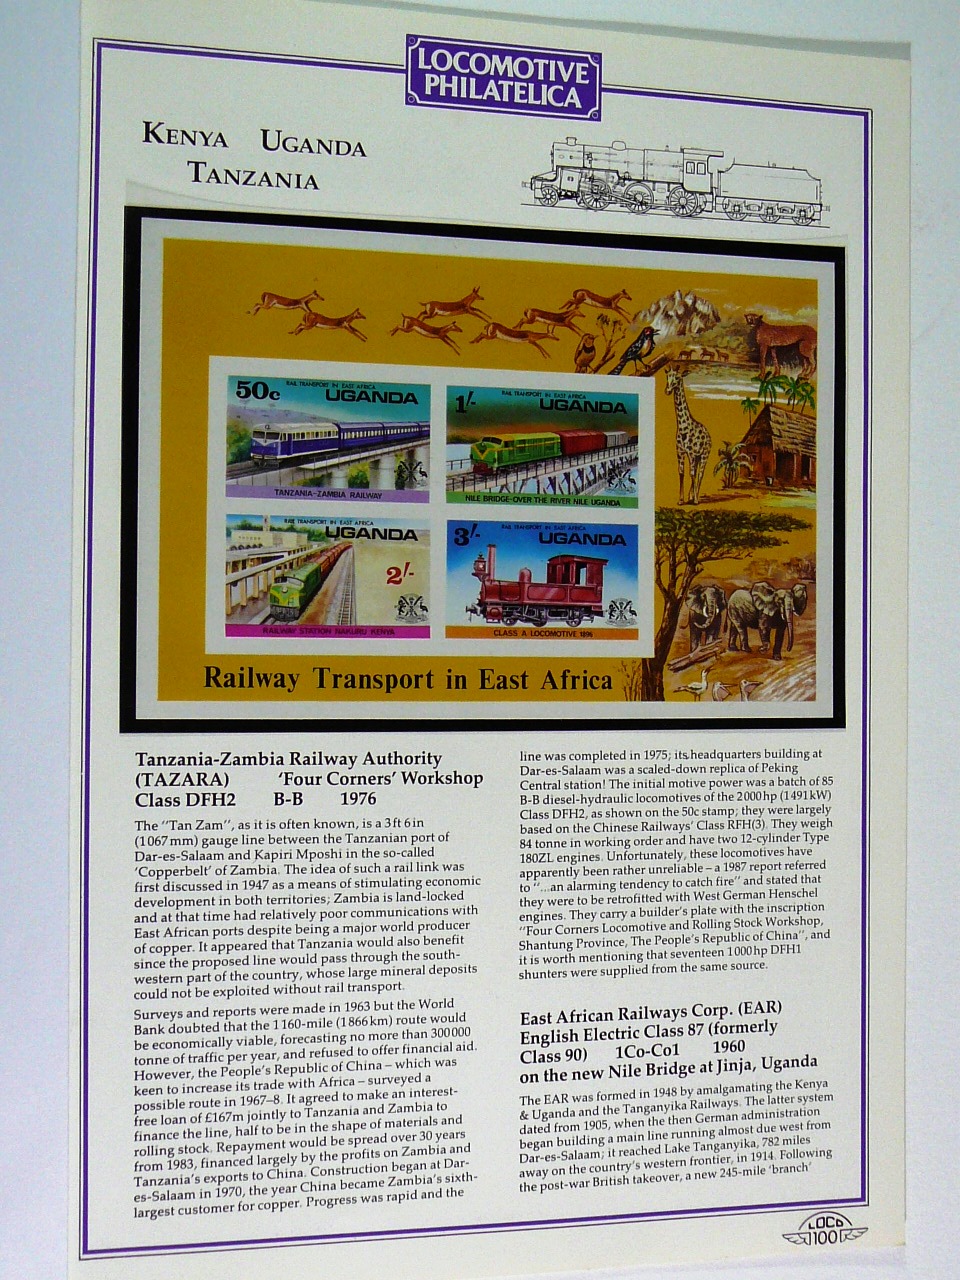 LOCOMOTIVE
PHILATELICA
KENYA UGANDA
TANZANIA
RAIL TRANSPORT IN EAST AFRICA
50c UGANDA
TANZANIA-ZAMBIA RAILWAY
RAIL TRANSPORT IN EAST AFRICA
1/- UGANDA
NILE BRIDGE-OVER THE RIVER NILE UGANDA
RAIL TRANSPORT IN EAST AFRICA
UGANDA
2/-
RAILWAY STATION NAKURU KENYA
RAIL TRANSPORT IN EAST AFRICA
3/- UGANDA
CLASS A LOCOMOTIVE 1896
Railway Transport in East Africa
Tanzania-Zambia Railway Authority
(TAZARA) 'Four Corners' Workshop
Class DFH2 B-B 1976
The "Tan Zam", as it is often known, is a 3ft 6in
(1067mm) gauge line between the Tanzanian port of
Dar-es-Salaam and Kapiri Mposhi in the so-called
'Copperbelt' of Zambia. The idea of such a rail link was
first discussed in 1947 as a means of stimulating economic
development in both territories; Zambia is land-locked
and at that time had relatively poor communications with
East African ports despite being a major world producer
of copper. It appeared that Tanzania would also benefit
since the proposed line would pass through the south-
western part of the country, whose large mineral deposits
could not be exploited without rail transport.
Surveys and reports were made in 1963 but the World
Bank doubted that the 1160-mile (1866km) route would
be economically viable, forecasting no more than 300000
tonne of traffic per year, and refused to offer financial aid.
However, the People's Republic of China – which was
keen to increase its trade with Africa – surveyed a
possible route in 1967–8. It agreed to make an interest-
free loan of £167m jointly to Tanzania and Zambia to
finance the line, half to be in the shape of materials and
rolling stock. Repayment would be spread over 30 years
from 1983, financed largely by the profits on Zambia and
Tanzania's exports to China. Construction began at Dar-
es-Salaam in 1970, the year China became Zambia's sixth-
largest customer for copper. Progress was rapid and the
line was completed in 1975; its headquarters building at
Dar-es-Salaam was a scaled-down replica of Peking
Central station! The initial motive power was a batch of 85
B-B diesel-hydraulic locomotives of the 2000hp (1491kW)
Class DFH2, as shown on the 50c stamp; they were largely
based on the Chinese Railways' Class RFH(3). They weigh
84 tonne in working order and have two 12-cylinder Type
180ZL engines. Unfortunately, these locomotives have
apparently been rather unreliable – a 1987 report referred
to "...an alarming tendency to catch fire" and stated that
they were to be retrofitted with West German Henschel
engines. They carry a builder's plate with the inscription
"Four Corners Locomotive and Rolling Stock Workshop,
Shantung Province, The People's Republic of China", and
it is worth mentioning that seventeen 1000hp DFH1
shunters were supplied from the same source.
East African Railways Corp. (EAR)
English Electric Class 87 (formerly
Class 90) 1Co-Co1 1960
on the new Nile Bridge at Jinja, Uganda
The EAR was formed in 1948 by amalgamating the Kenya
& Uganda and the Tanganyika Railways. The latter system
dated from 1905, when the then German administration
began building a main line running almost due west from
Dar-es-Salaam; it reached Lake Tanganyika, 782 miles
away on the country's western frontier, in 1914. Following
the post-war British takeover, a new 245-mile 'branch'
LOCO
100